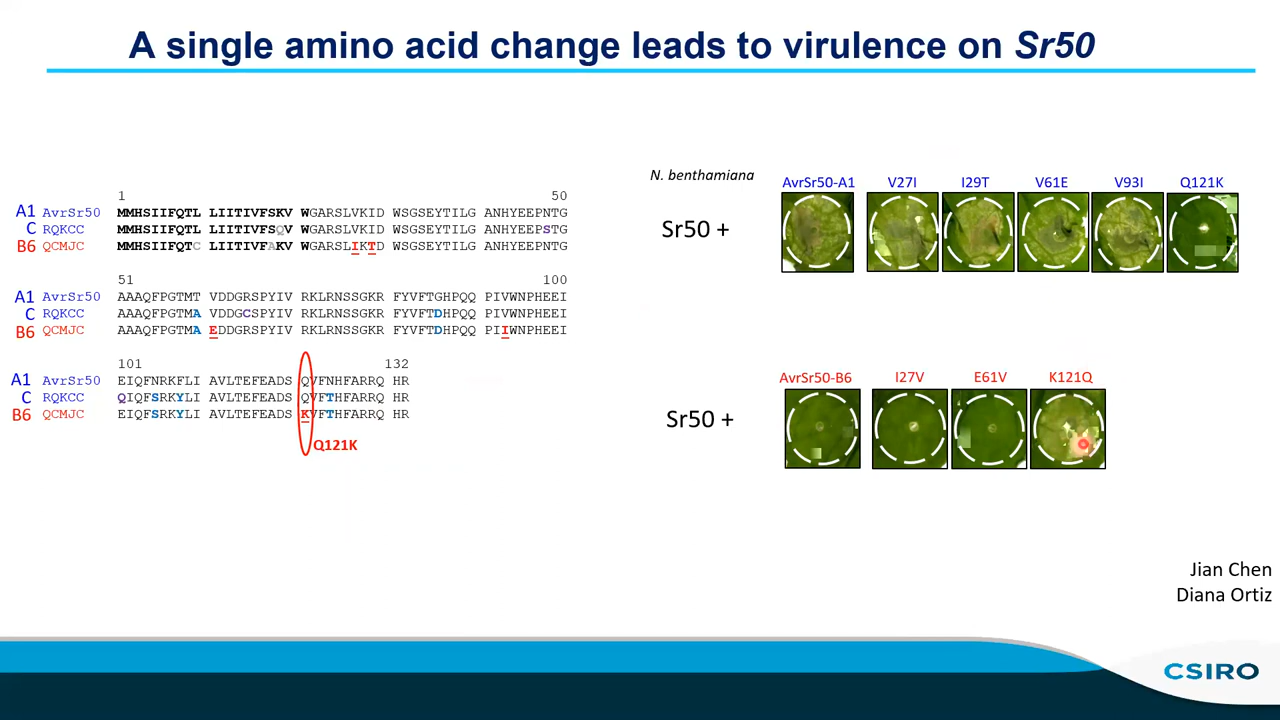 A single amino acid change leads to virulence on Sr50
1 50
A1 AvrSr50 MMHSIIFQTL LIITIVFSKV WGARSLVKID WSGSEYTILG ANHYEEPNTG
C RQKCC MMHSIIFQTL LIITIVFSQV WGARSLVKID WSGSEYTILG ANHYEEPSTG
B6 QCMJC MMHSIIFQTC LIITIVFAKV WGARSLIKTD WSGSEYTILG ANHYEEPNTG
51 100
A1 AvrSr50 AAAQFPGTMT VDDGRSPYIV RKLRNSSGKR FYVFTGHPQQ PIVWNPHEEI
C RQKCC AAAQFPGTMA VDDGCSPYIV RKLRNSSGKR FYVFTDHPQQ PIVWNPHEEI
B6 QCMJC AAAQFPGTMA EDDGRSPYIV RKLRNSSGKR FYVFTDHPQQ PIIWNPHEEI
101 132
A1 AvrSr50 EIQFNRKFLI AVLTEFEADS QVFNHFARRQ HR
C RQKCC QIQFSRKYLI AVLTEFEADS QVFTHFARRQ HR
B6 QCMJC EIQFSRKYLI AVLTEFEADS KVFTHFARRQ HR
Q121K
N. benthamiana
AvrSr50-A1 V27I I29T V61E V93I Q121K
Sr50 +
AvrSr50-B6 I27V E61V K121Q
Sr50 +
Jian Chen
Diana Ortiz
CSIRO